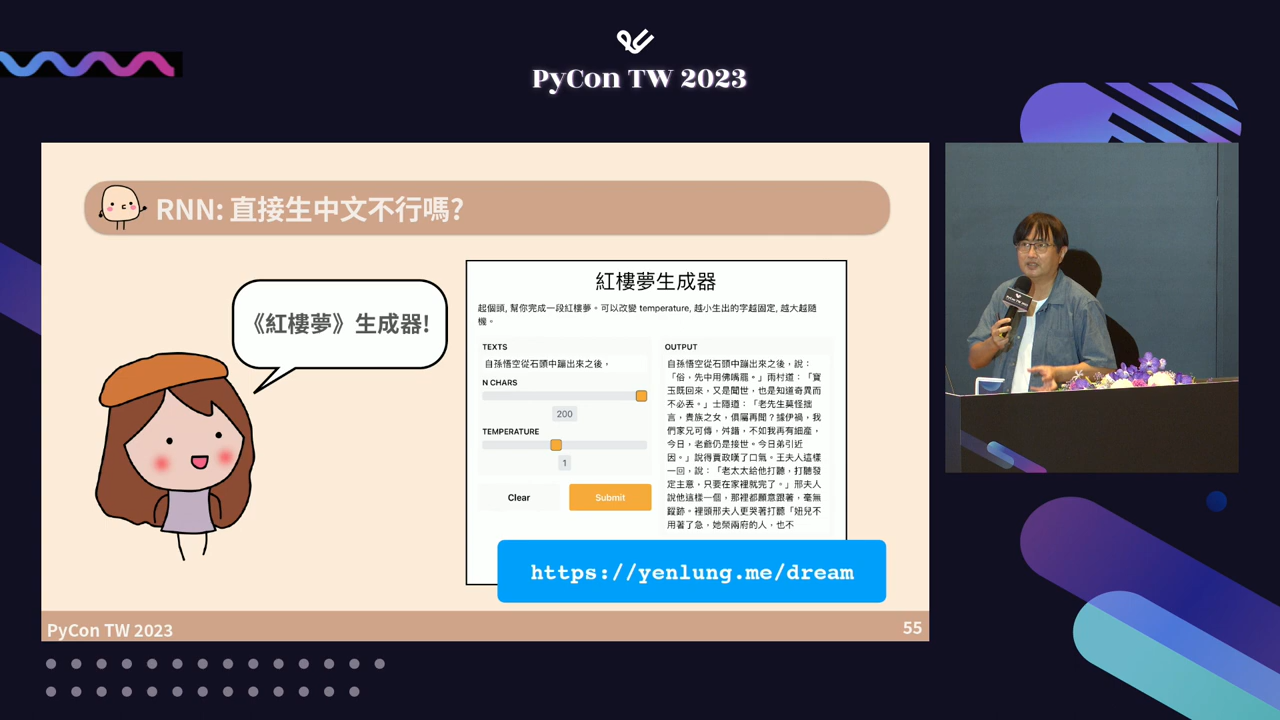 PyCon TW 2023
RNN: 直接生中文不行嗎?
《紅樓夢》生成器!
紅樓夢生成器
起個頭, 幫你完成一段紅樓夢。可以改變 temperature, 越小生出的字越固定, 越大越隨
機。
TEXTS
自孫悟空從石頭中蹦出來之後，
N CHARS
200
TEMPERATURE
1
Clear
Submit
OUTPUT
自孫悟空從石頭中蹦出來之後，說：
「俗，先中用佛嘴罷。」雨村道：「寶
玉既回來，又是聞世，也是知道奇異而
不必丟。」士隱道：「老先生莫怪拙
言，貴族之女，俱屬再閒？據伊禍，我
們家兄可傳，舛錯，不如我再有細產，
今日，老爺仍是接世。今日弟引近
因。」說得賈政嘆了口氣。王夫人這樣
一回，說：「老太太給他打聽，打聽發
定主意，只要在家裡就完了。」邢夫人
說他這樣一個，那裡都願意跟著，毫無
蹤跡。裡頭邢夫人更哭著打聽「妞兒不
用著了急，她榮兩府的人，也不
https://yenlung.me/dream
PyCon TW 2023
55